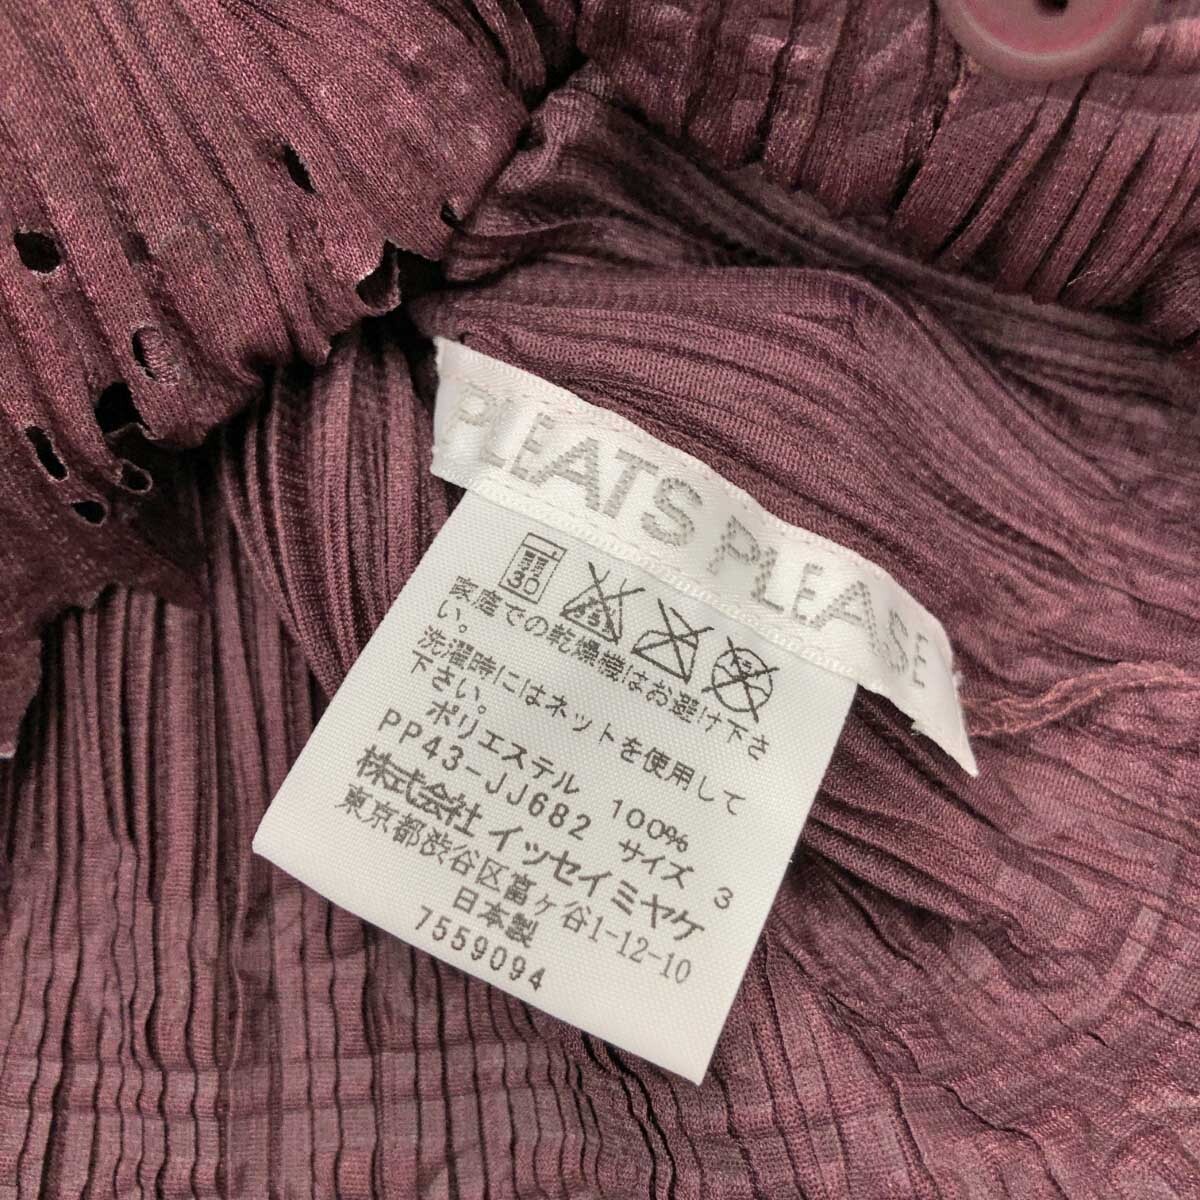 PLEATS PLEASE
30
家庭での乾燥機はお避け下さ
い。
洗濯時にはネットを使用して
下さい。
ポリエステル 100%
PP43-JJ682 サイズ 3
株式会社 イッセイミヤケ
東京都渋谷区富ヶ谷1-12-10
日本製
7559094